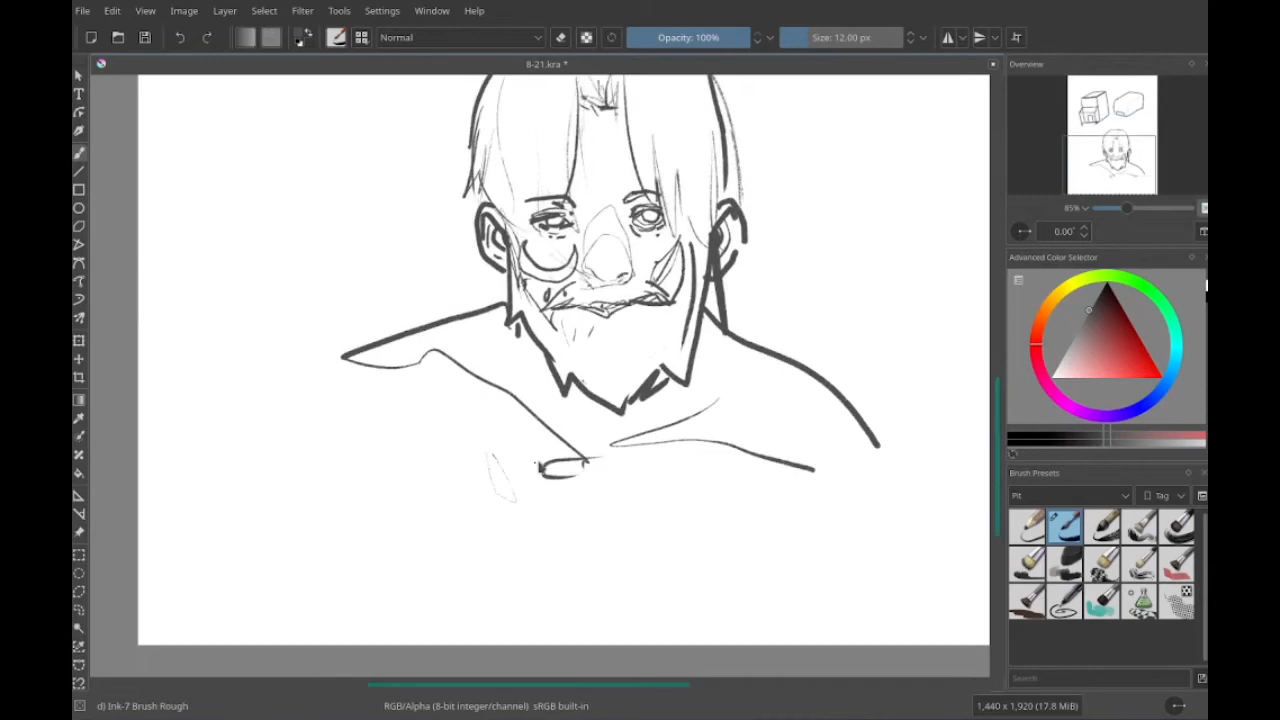 File Edit View Image Layer Select Filter Tools Settings Window Help
Normal Opacity: 100% Size: 12.00 px
8-21.kra *
Overview
85%
0.00°
Advanced Color Selector
Brush Presets
Pit Tag
Search
d) Ink-7 Brush Rough RGB/Alpha (8-bit integer/channel) sRGB built-in 1,440 x 1,920 (17.8 MiB)